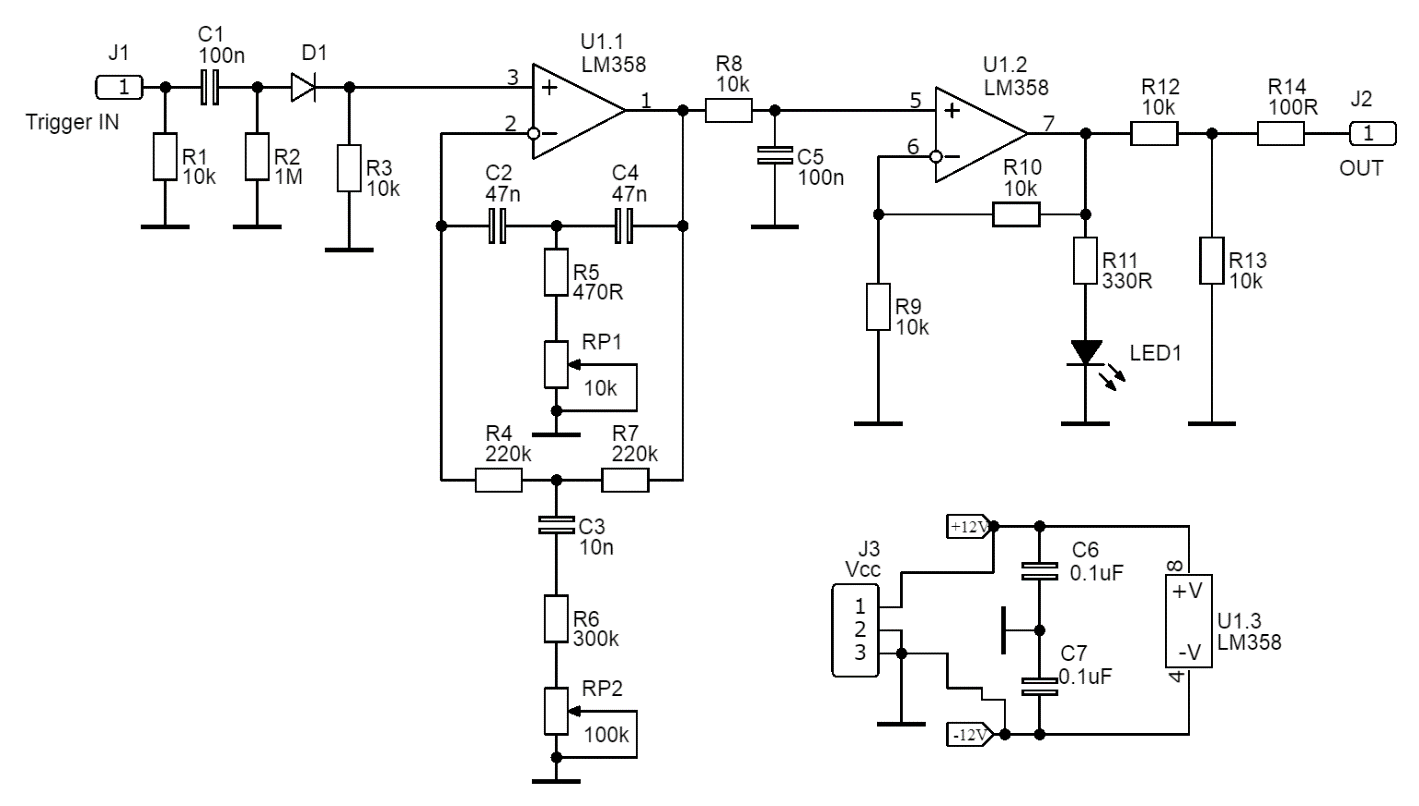 J1
1
Trigger IN
C1
100n
R1
10k
R2
1M
D1
R3
10k
U1.1
LM358
3
+
2
-
1
C2
47n
C4
47n
R5
470R
RP1
10k
R4
220k
R7
220k
C3
10n
R6
300k
RP2
100k
R8
10k
C5
100n
U1.2
LM358
5
+
6
-
7
R10
10k
R9
10k
R11
330R
LED1
R12
10k
R13
10k
R14
100R
J2
1
OUT
J3
Vcc
1
2
3
+12V
-12V
C6
0.1uF
C7
0.1uF
8
+V
-V
4
U1.3
LM358